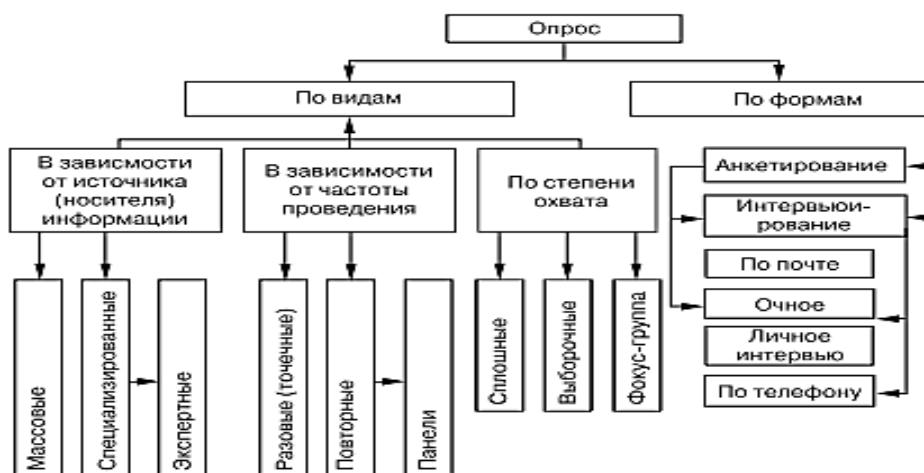 Опрос
По видам
По формам
В зависмости
от источника
(носителя)
информации
В зависимости
от частоты
проведения
По степени
охвата
Анкетирование
Интервьюи-
рование
По почте
Очное
Личное
интервью
По телефону
Массовые
Специализированные
Экспертные
Разовые (точечные)
Повторные
Панели
Сплошные
Выборочные
Фокус-группа